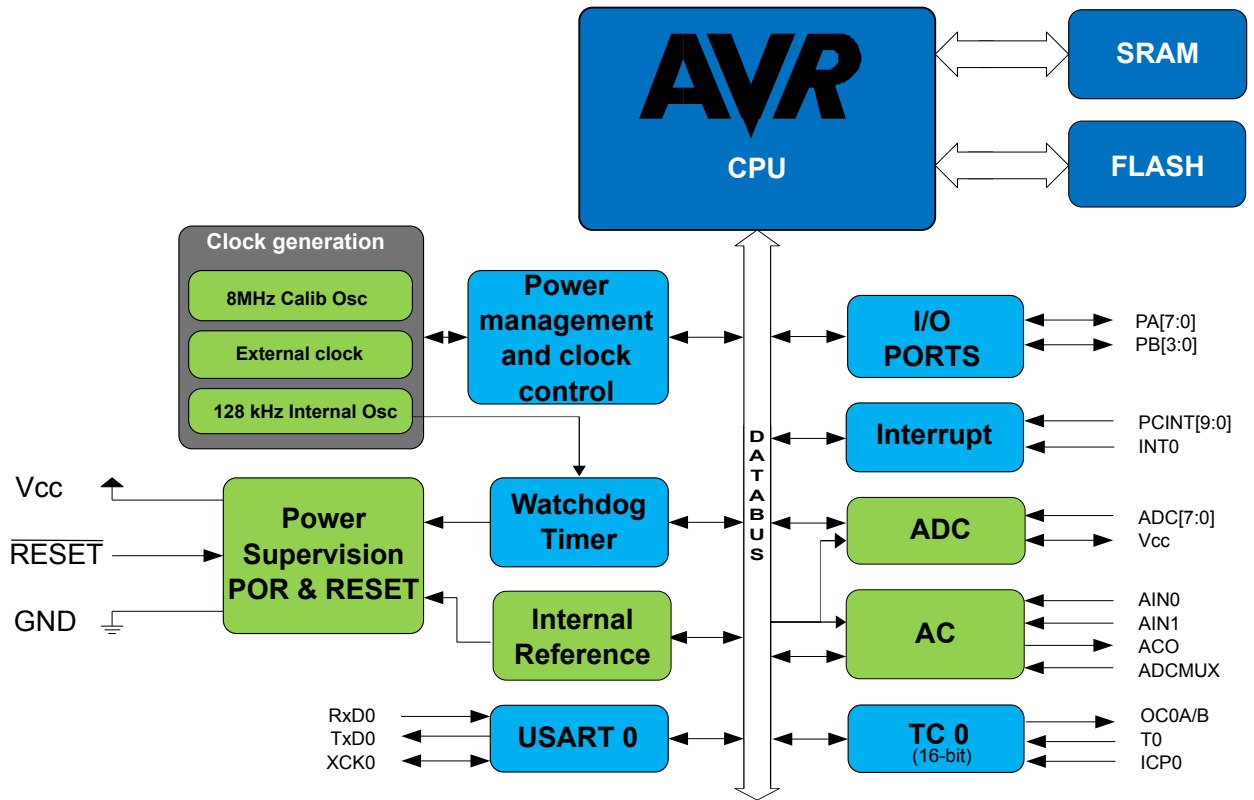 AVR
CPU
SRAM
FLASH
Clock generation
8MHz Calib Osc
External clock
128 kHz Internal Osc
Power
management
and clock
control
I/O
PORTS
PA[7:0]
PB[3:0]
Interrupt
PCINT[9:0]
INT0
DATABUS
Vcc
RESET
GND
Power
Supervision
POR & RESET
Watchdog
Timer
ADC
ADC[7:0]
Vcc
Internal
Reference
AC
AIN0
AIN1
ACO
ADCMUX
RxD0
TxD0
XCK0
USART 0
TC 0
(16-bit)
OC0A/B
T0
ICP0